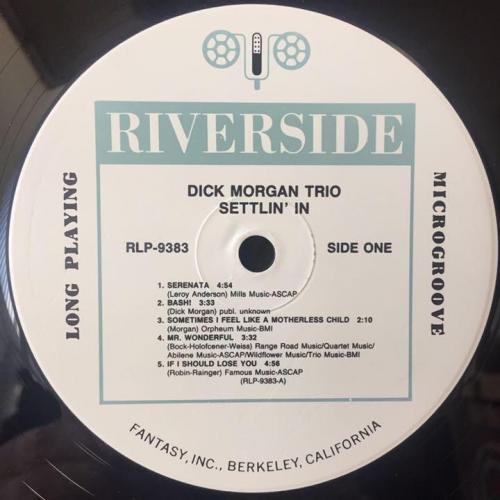 RIVERSIDE
DICK MORGAN TRIO
SETTLIN' IN
RLP-9383 SIDE ONE
LONG PLAYING
MICROGROOVE
1. SERENATA 4:54
(Leroy Anderson) Mills Music-ASCAP
2. BASH! 3:33
(Dick Morgan) publ. unknown
3. SOMETIMES I FEEL LIKE A MOTHERLESS CHILD 2:10
(Morgan) Orpheum Music-BMI
4. MR. WONDERFUL 3:32
(Bock-Holofcener-Weiss) Range Road Music/Quartet Music/
Abilene Music-ASCAP/Wildflower Music/Trio Music-BMI
5. IF I SHOULD LOSE YOU 4:56
(Robin-Rainger) Famous Music-ASCAP
(RLP-9383-A)
FANTASY, INC., BERKELEY, CALIFORNIA